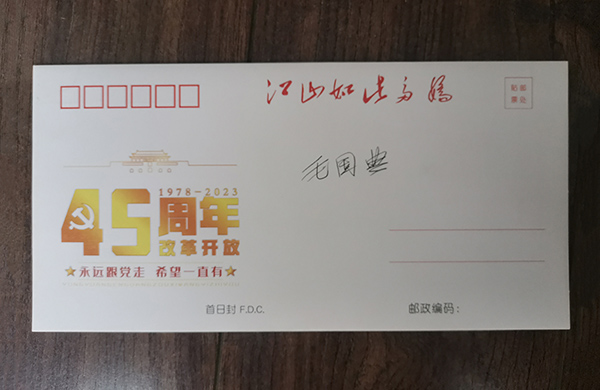 江山如此多娇
贴邮
票处
毛国典
1978-2023
45周年
改革开放
★永远跟党走 希望一直有★
首日封 F.D.C.
邮政编码：